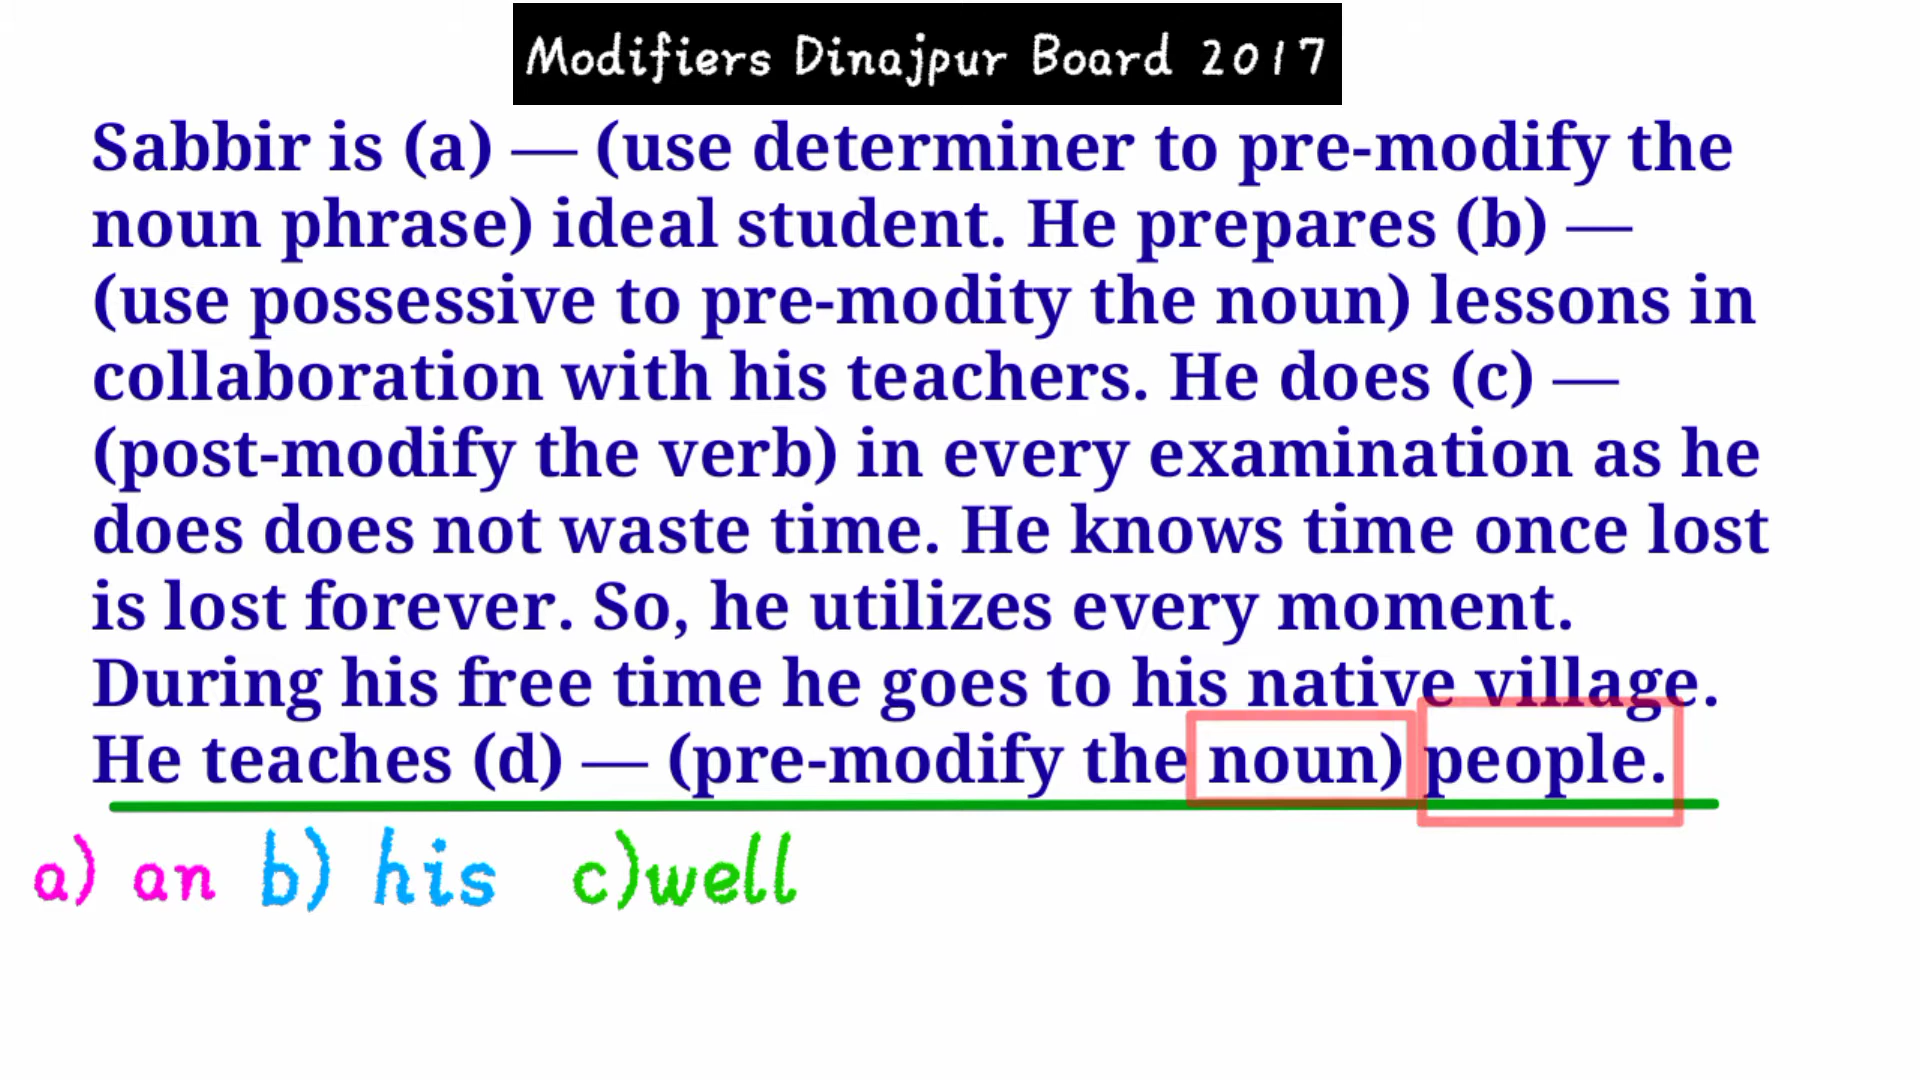 Modifiers Dinajpur Board 2017
Sabbir is (a) — (use determiner to pre-modify the
noun phrase) ideal student. He prepares (b) —
(use possessive to pre-modity the noun) lessons in
collaboration with his teachers. He does (c) —
(post-modify the verb) in every examination as he
does does not waste time. He knows time once lost
is lost forever. So, he utilizes every moment.
During his free time he goes to his native village.
He teaches (d) — (pre-modify the noun) people.
a) an b) his c)well